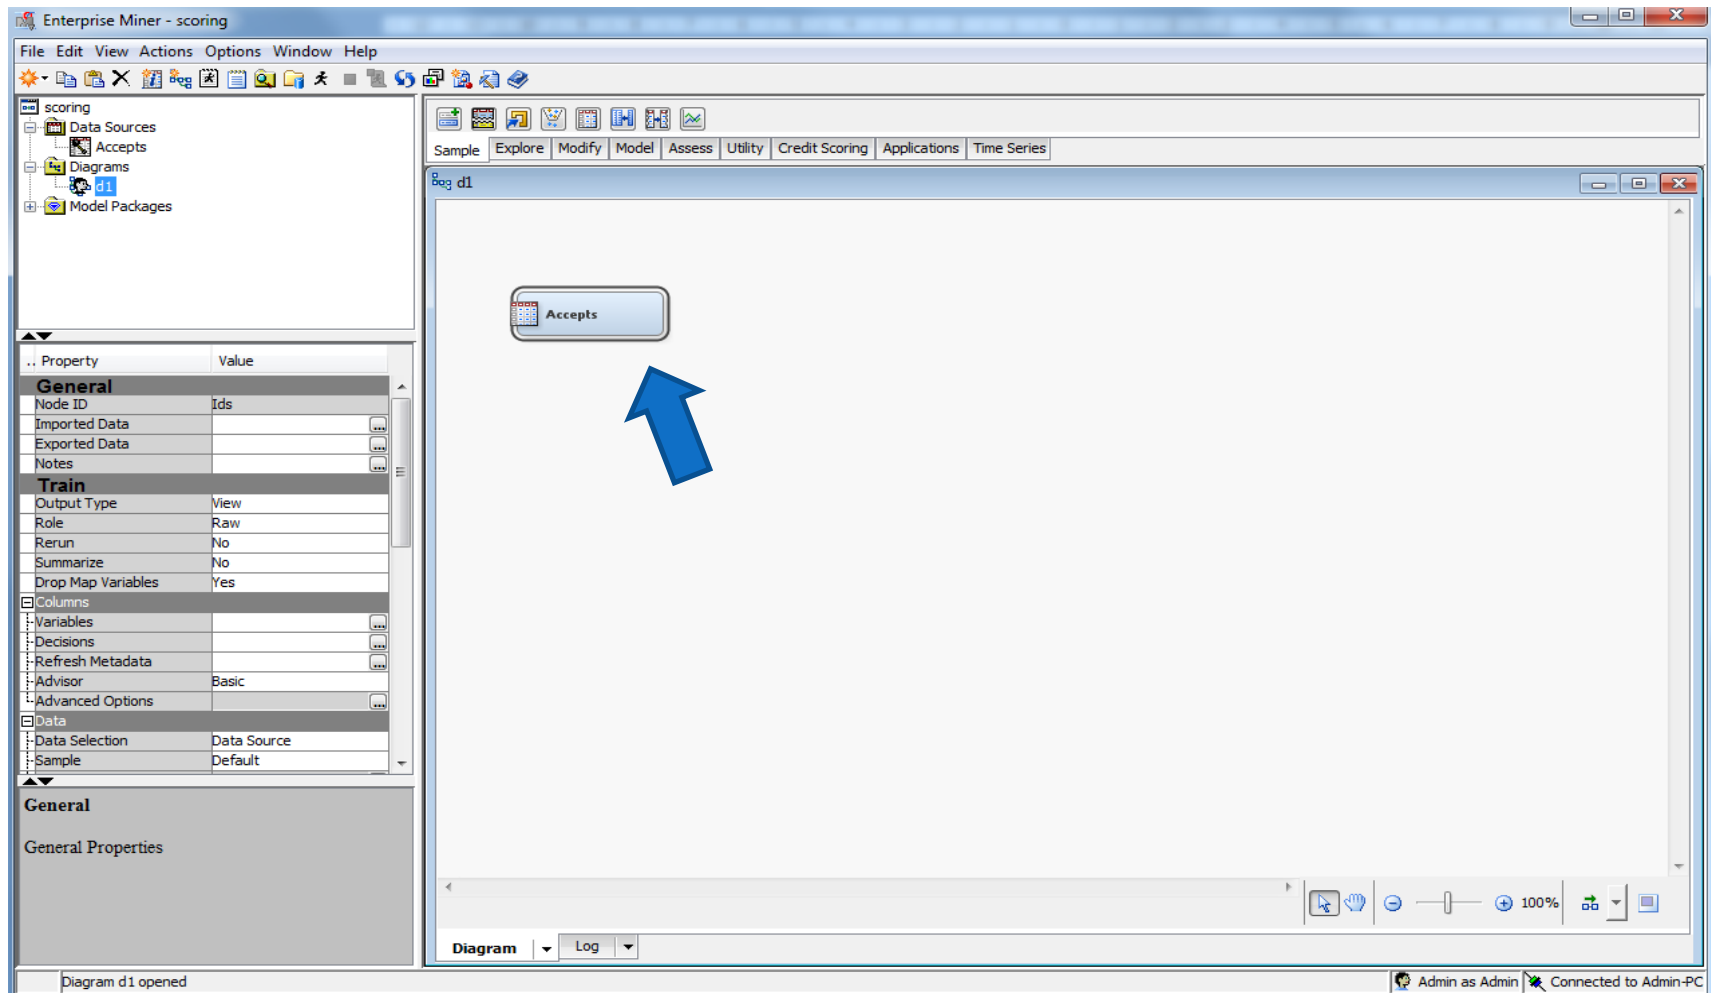 Enterprise Miner - scoring
File Edit View Actions Options Window Help
scoring
Data Sources
Accepts
Diagrams
d1
Model Packages
.. Property Value
General
Node ID Ids
Imported Data ...
Exported Data ...
Notes ...
Train
Output Type View
Role Raw
Rerun No
Summarize No
Drop Map Variables Yes
Columns
Variables ...
Decisions ...
Refresh Metadata ...
Advisor Basic
Advanced Options ...
Data
Data Selection Data Source
Sample Default
General
General Properties
Sample Explore Modify Model Assess Utility Credit Scoring Applications Time Series
d1
Accepts
100%
Diagram Log
Diagram d1 opened
Admin as Admin Connected to Admin-PC